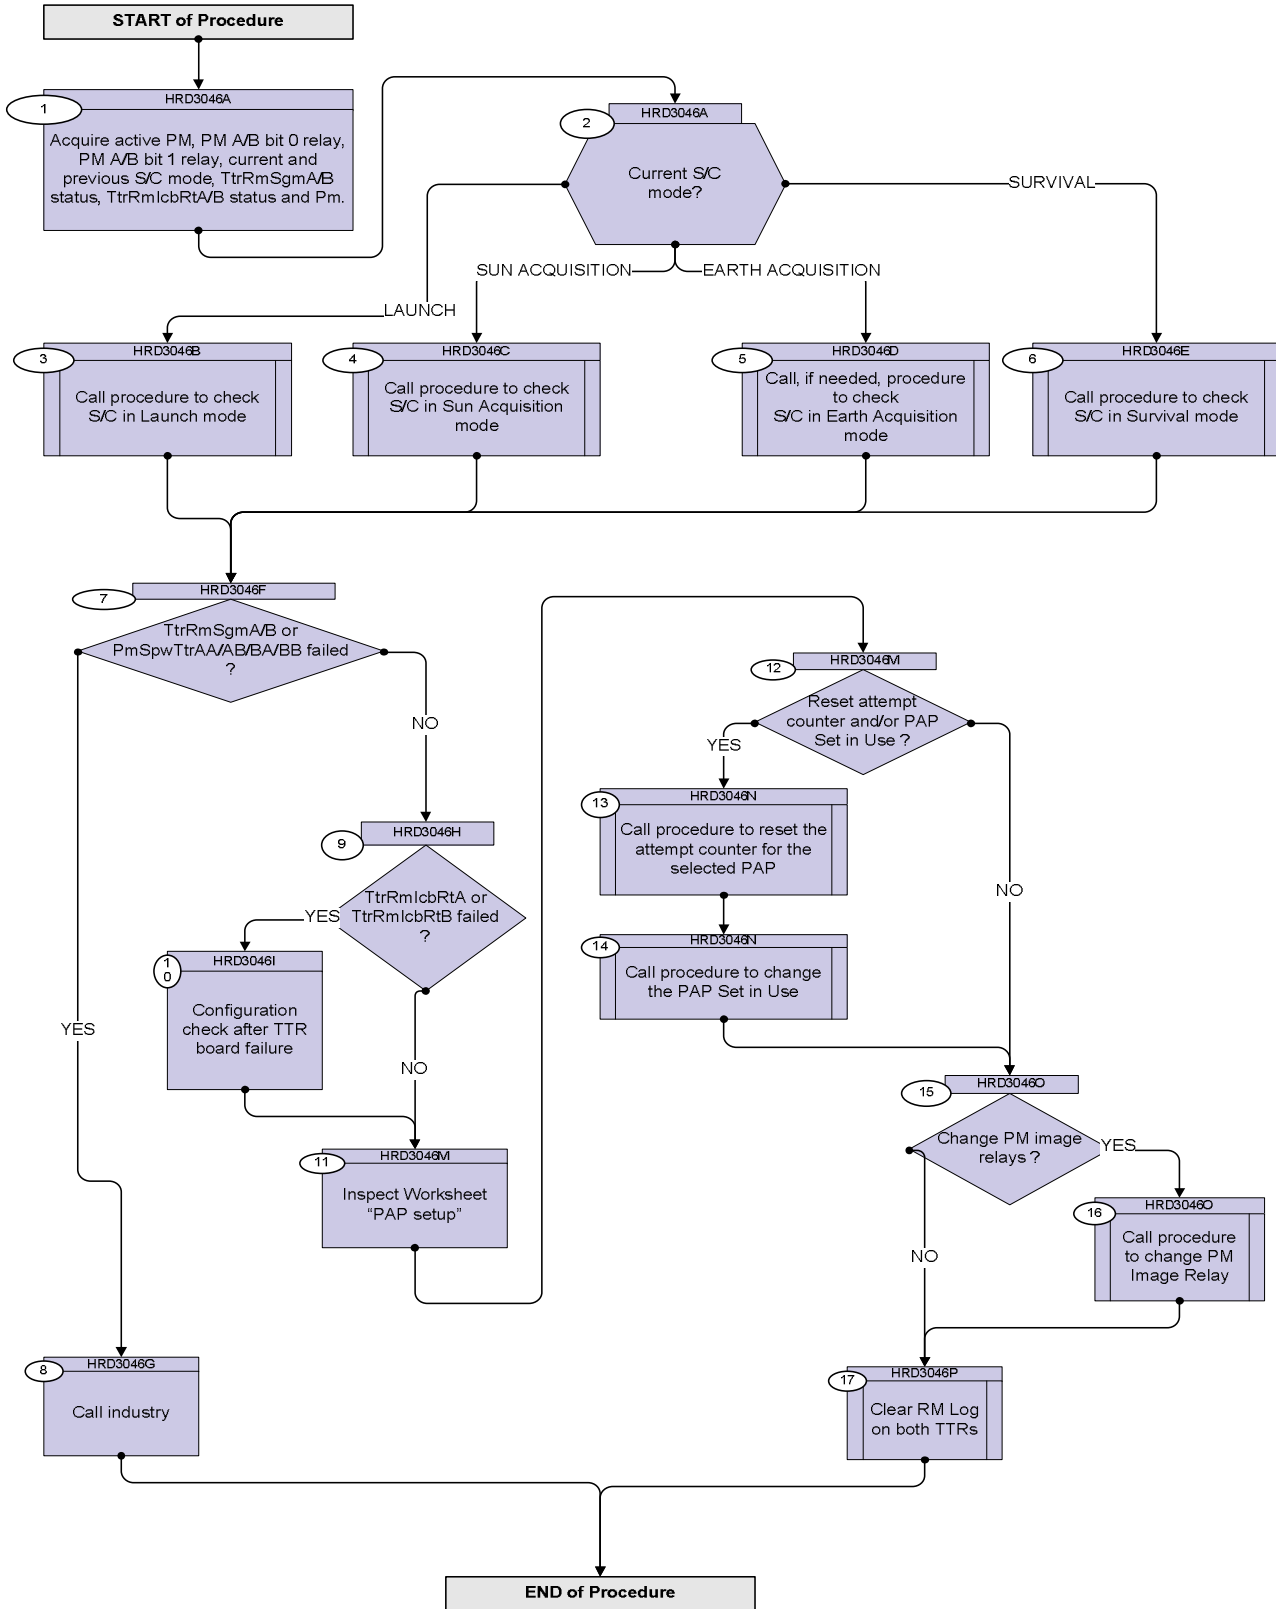 START of Procedure
HRD3046A
1
Acquire active PM, PM A/B bit 0 relay,
PM A/B bit 1 relay, current and
previous S/C mode, TtrRmSgmA/B
status, TtrRmIcbRtA/B status and Pm.
HRD3046A
2
Current S/C
mode?
LAUNCH
SUN ACQUISITION
EARTH ACQUISITION
SURVIVAL
HRD3046B
3
Call procedure to check
S/C in Launch mode
HRD3046C
4
Call procedure to check
S/C in Sun Acquisition
mode
HRD3046D
5
Call, if needed, procedure
to check
S/C in Earth Acquisition
mode
HRD3046E
6
Call procedure to check
S/C in Survival mode
HRD3046F
7
TtrRmSgmA/B or
PmSpwTtrAA/AB/BA/BB failed
?
YES
NO
HRD3046H
9
TtrRmIcbRtA or
TtrRmIcbRtB failed
?
YES
NO
HRD3046I
1
0
Configuration
check after TTR
board failure
HRD3046M
11
Inspect Worksheet
“PAP setup”
HRD3046M
12
Reset attempt
counter and/or PAP
Set in Use ?
YES
NO
HRD3046N
13
Call procedure to reset the
attempt counter for the
selected PAP
HRD3046N
14
Call procedure to change
the PAP Set in Use
HRD3046O
15
Change PM image
relays ?
YES
NO
HRD3046O
16
Call procedure
to change PM
Image Relay
HRD3046G
8
Call industry
HRD3046P
17
Clear RM Log
on both TTRs
END of Procedure